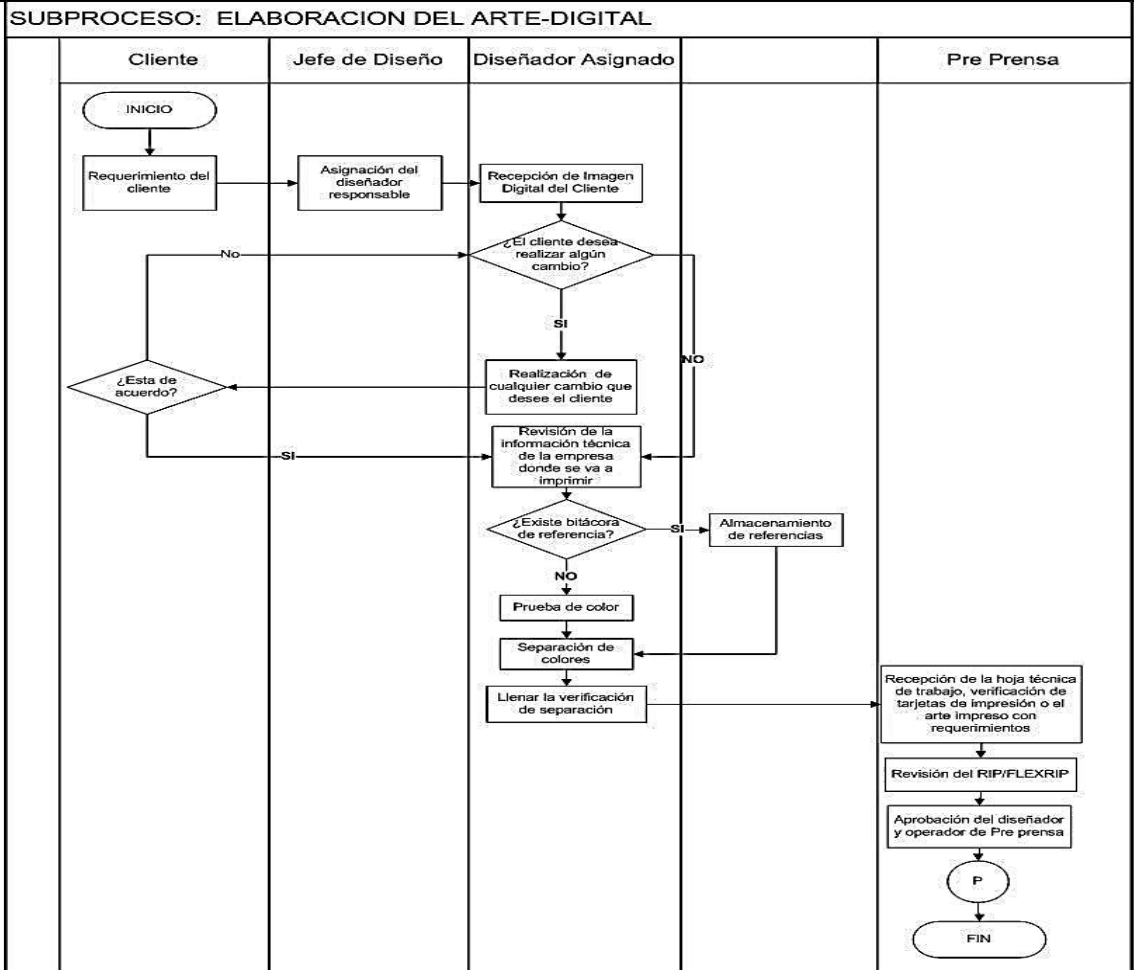 SUBPROCESO: ELABORACION DEL ARTE-DIGITAL
Cliente
Jefe de Diseño
Diseñador Asignado
Pre Prensa
INICIO
Requerimiento del
cliente
Asignación del
diseñador
responsable
Recepción de Imagen
Digital del Cliente
¿El cliente desea
realizar algún
cambio?
No
SI
NO
Realización de
cualquier cambio que
desee el cliente
¿Esta de
acuerdo?
SI
Revisión de la
información técnica
de la empresa
donde se va a
imprimir
¿Existe bitácora
de referencia?
SI
Almacenamiento
de referencias
NO
Prueba de color
Separación de
colores
Llenar la verificación
de separación
Recepción de la hoja técnica
de trabajo, verificación de
tarjetas de impresión o el
arte impreso con
requerimientos
Revisión del RIP/FLEXRIP
Aprobación del diseñador
y operador de Pre prensa
P
FIN